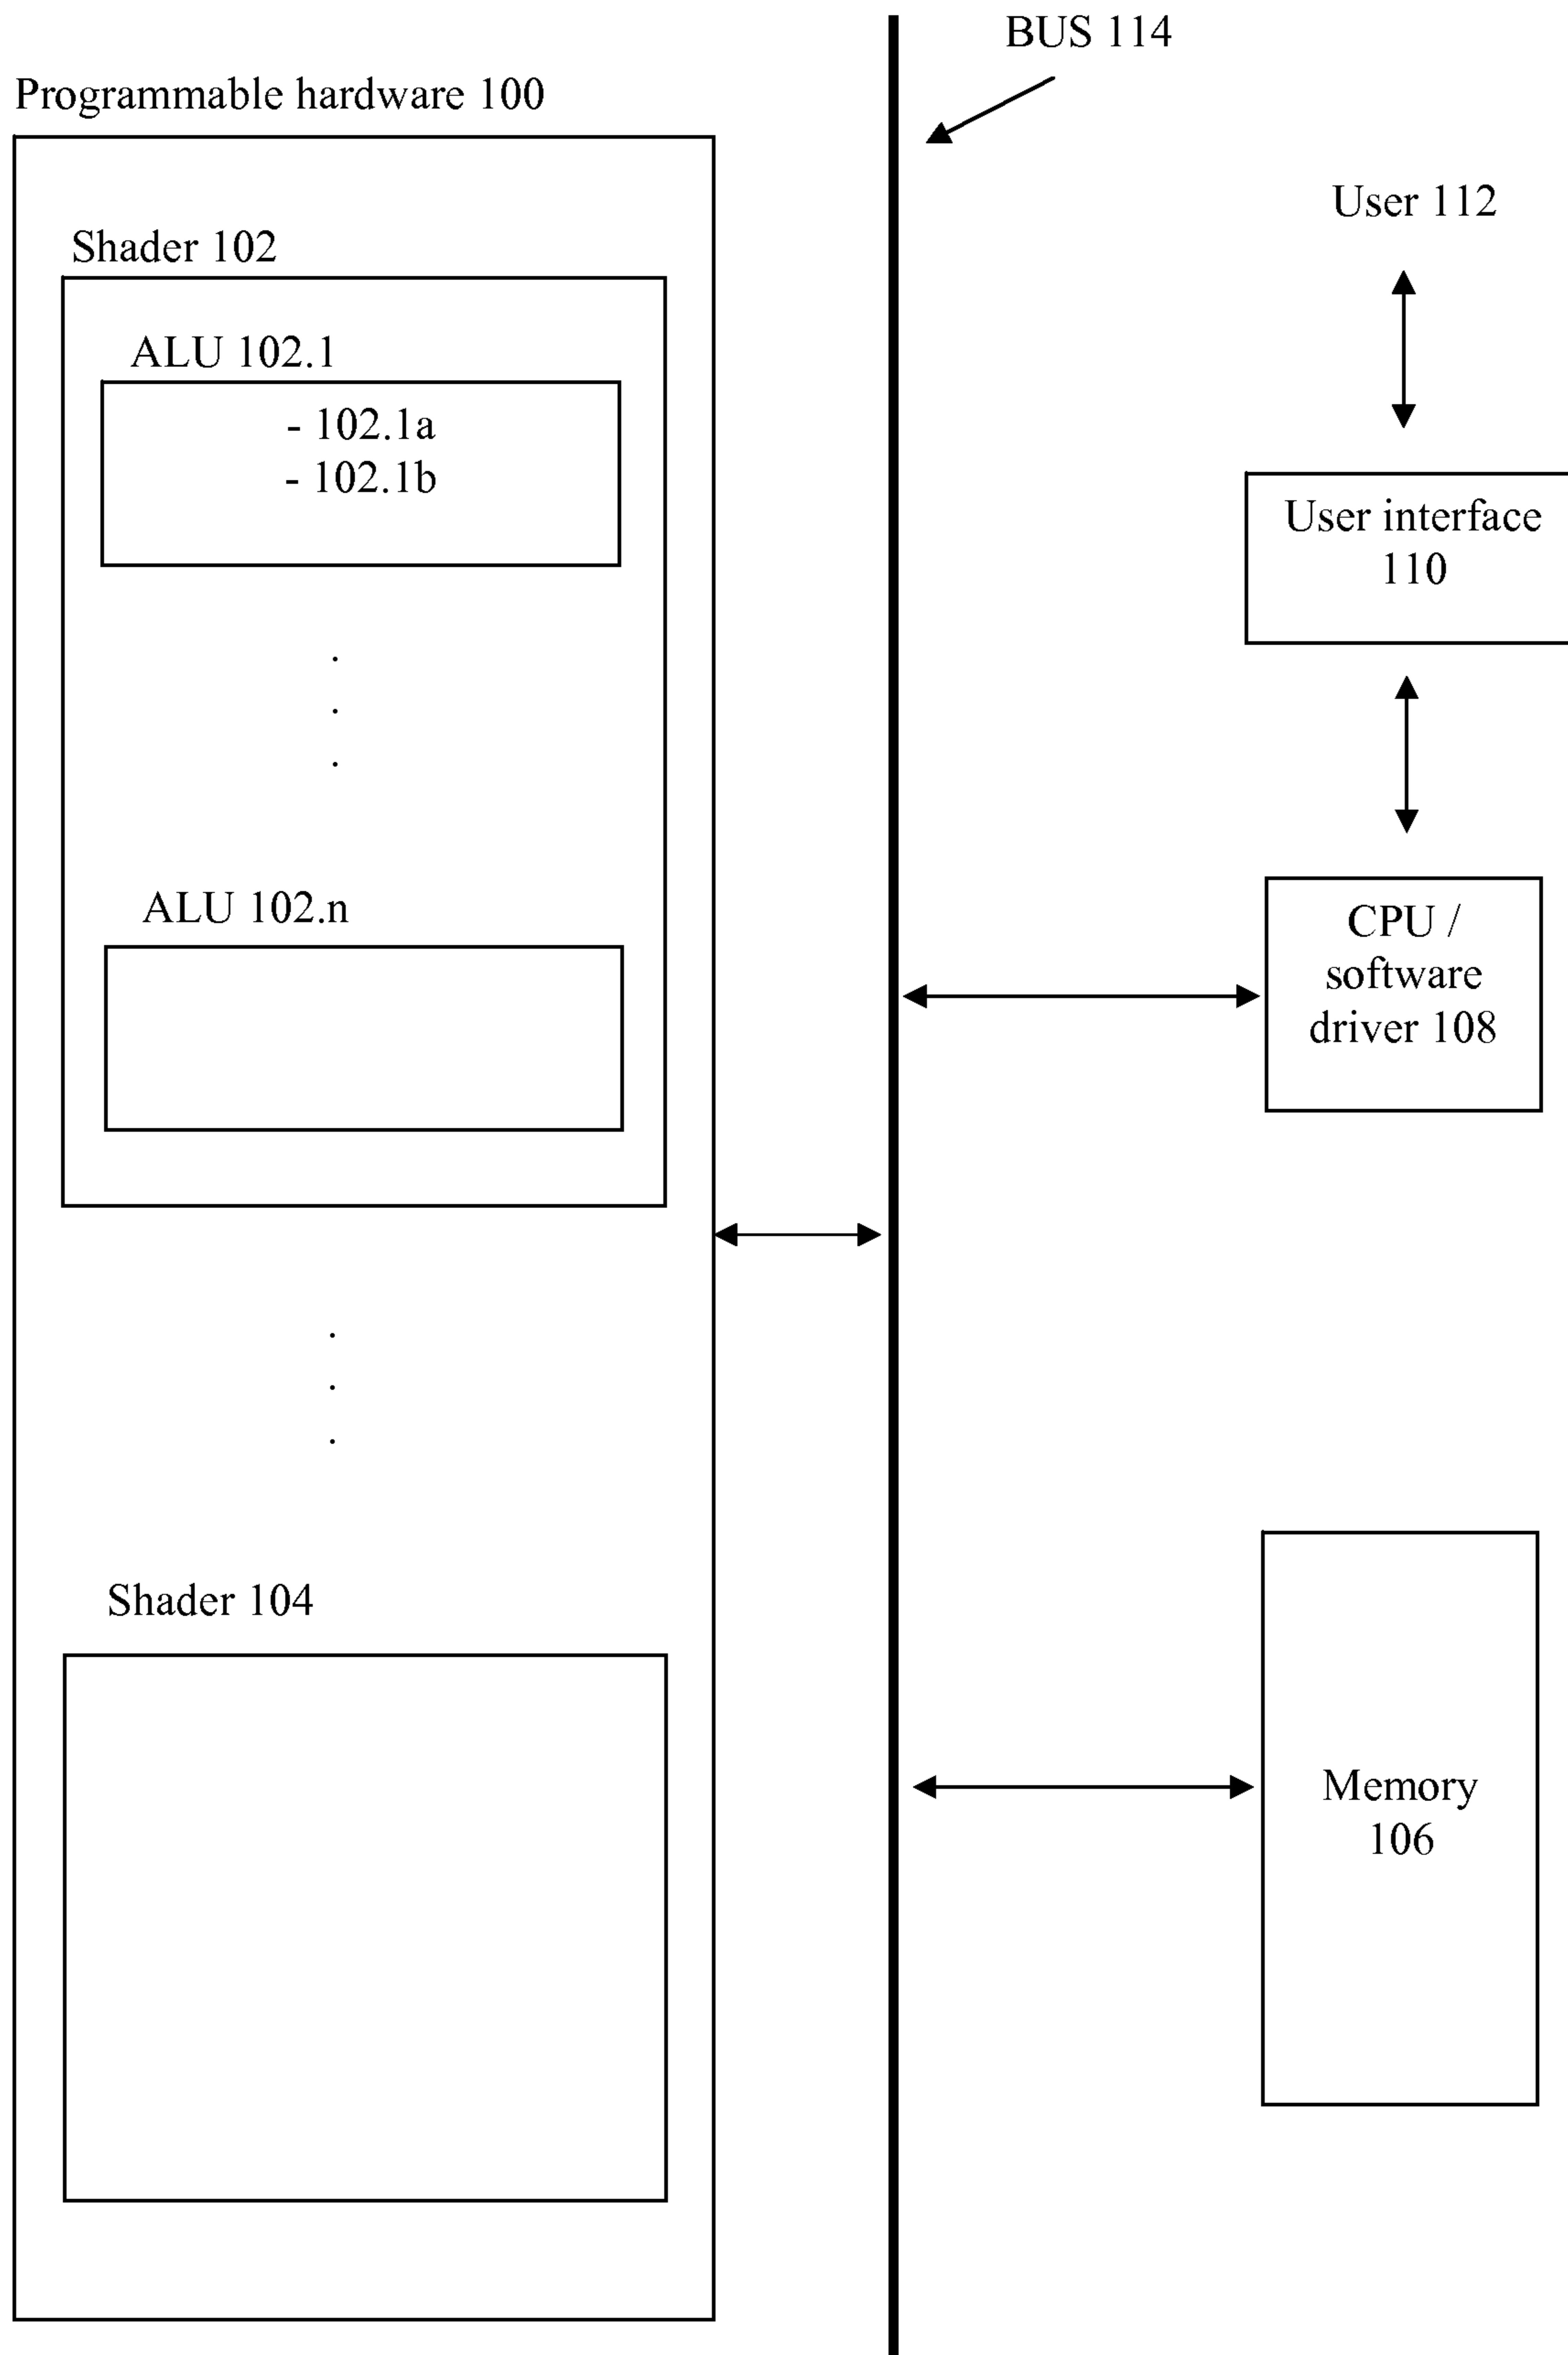 BUS 114
Programmable hardware 100
User 112
Shader 102
ALU 102.1
- 102.1a
- 102.1b
User interface
110
ALU 102.n
CPU /
software
driver 108
Shader 104
Memory
106